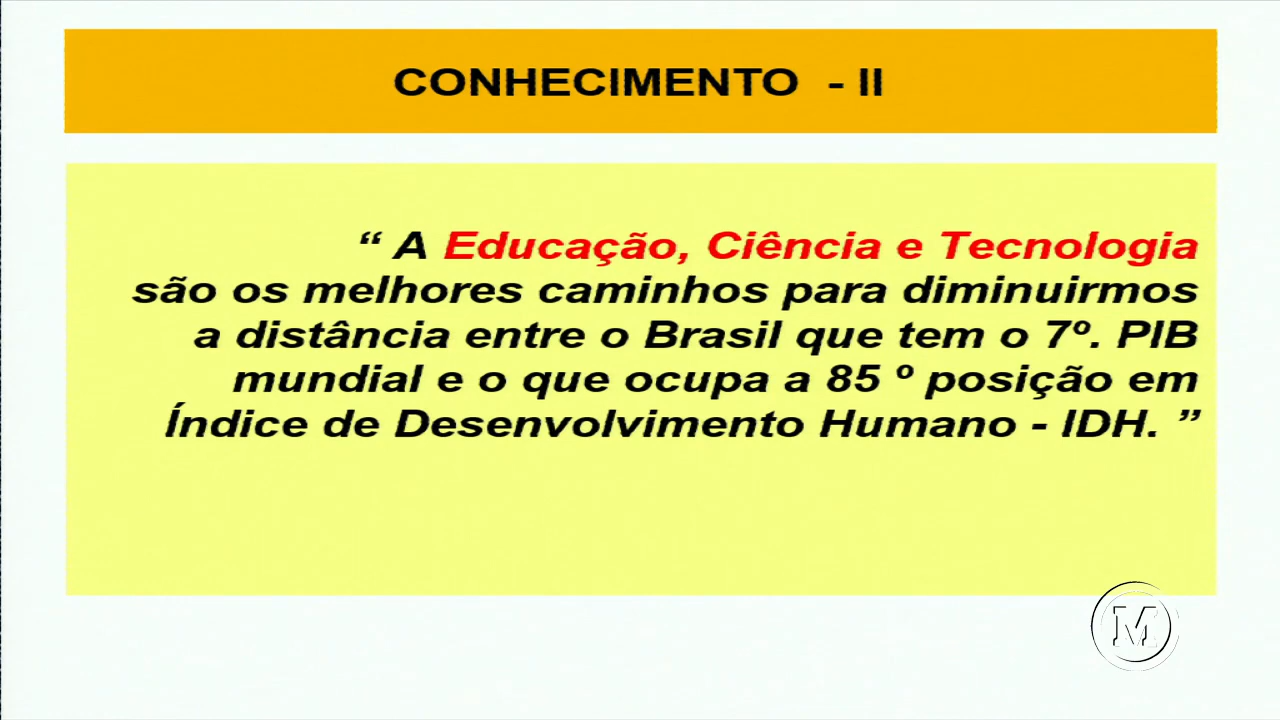 CONHECIMENTO - II
“ A Educação, Ciência e Tecnologia
são os melhores caminhos para diminuirmos
a distância entre o Brasil que tem o 7º. PIB
mundial e o que ocupa a 85 º posição em
Índice de Desenvolvimento Humano - IDH. ”
M